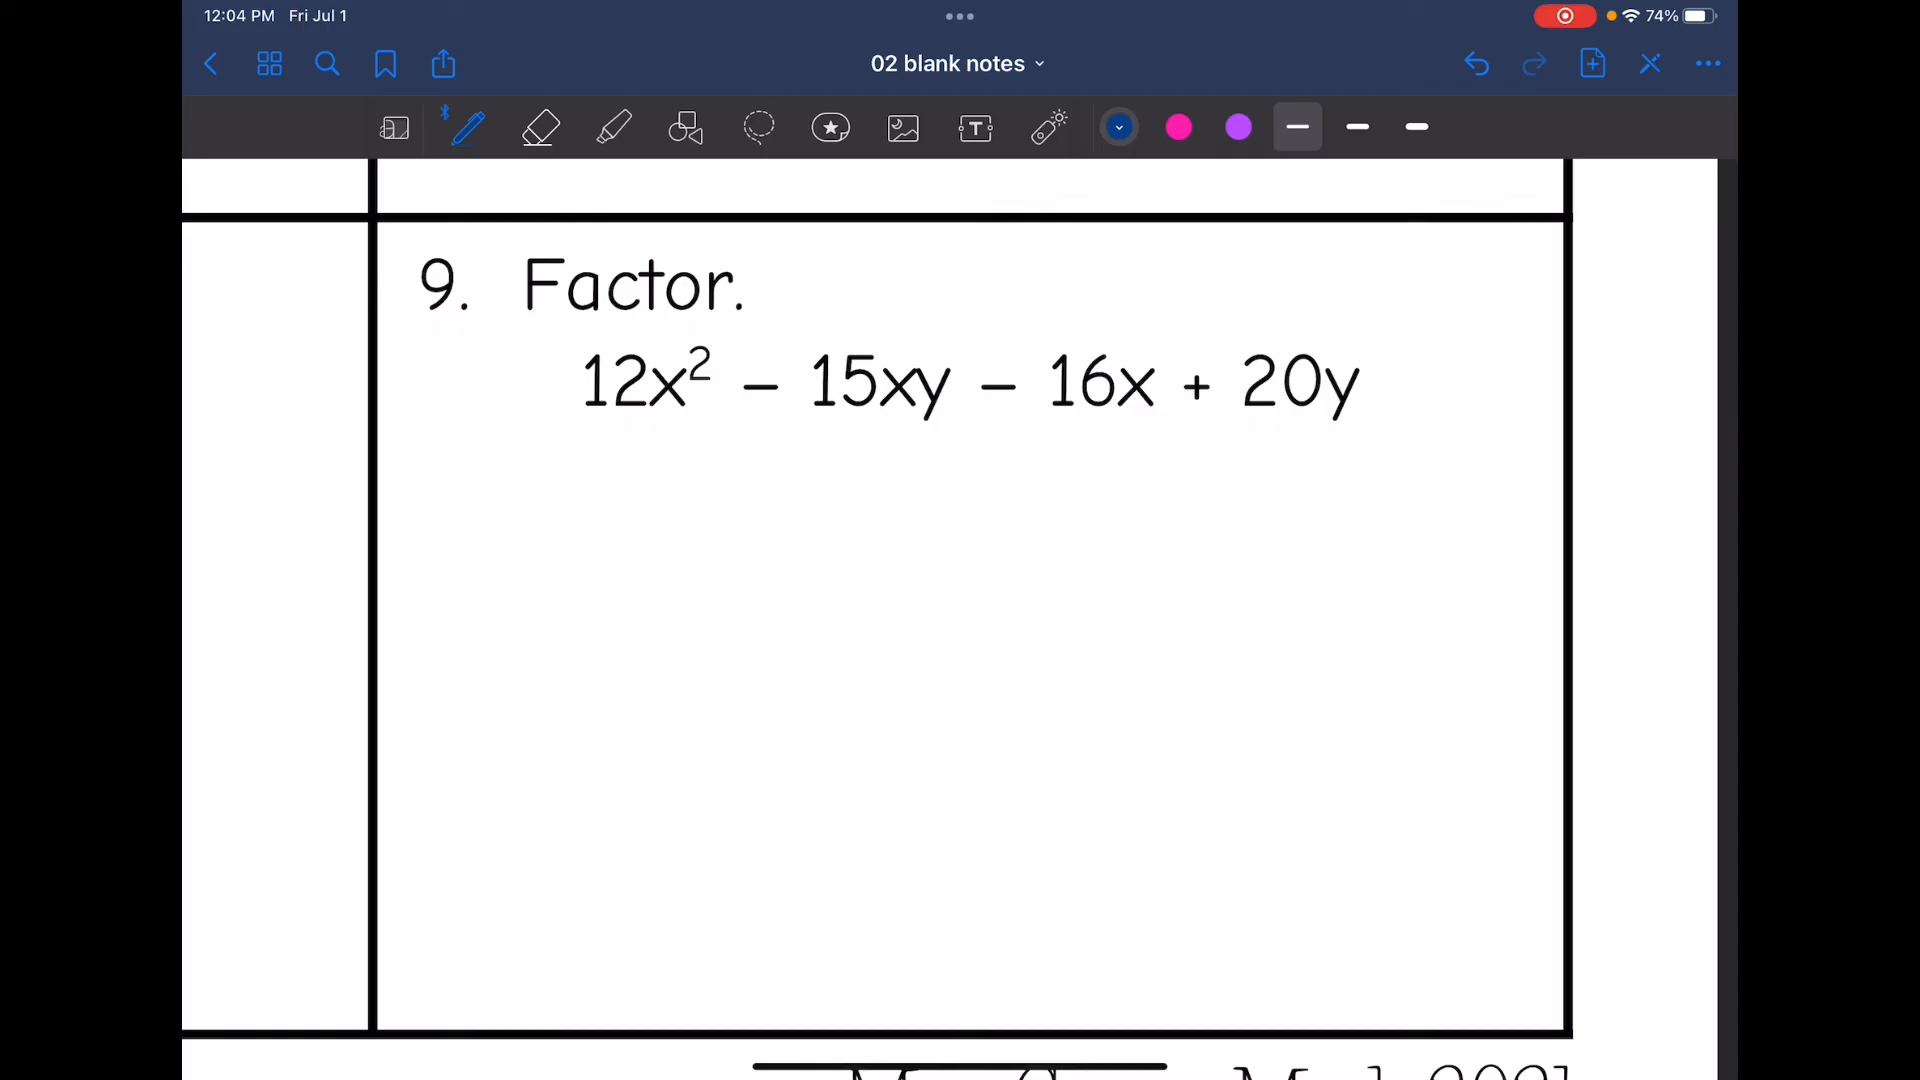 12:04 PM Fri Jul 1
74%
02 blank notes
9. Factor.
12x² – 15xy – 16x + 20y